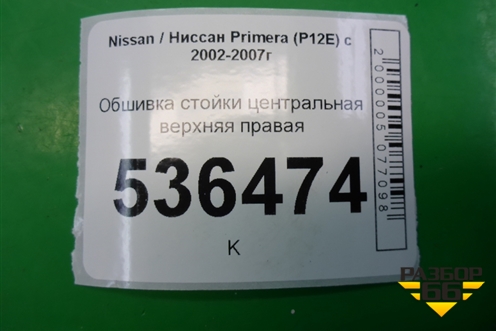 Nissan / Ниссан Primera (P12E) с
2002-2007г
Обшивка стойки центральная
верхняя правая
536474
К
2000005077098
РАЗБОР
66